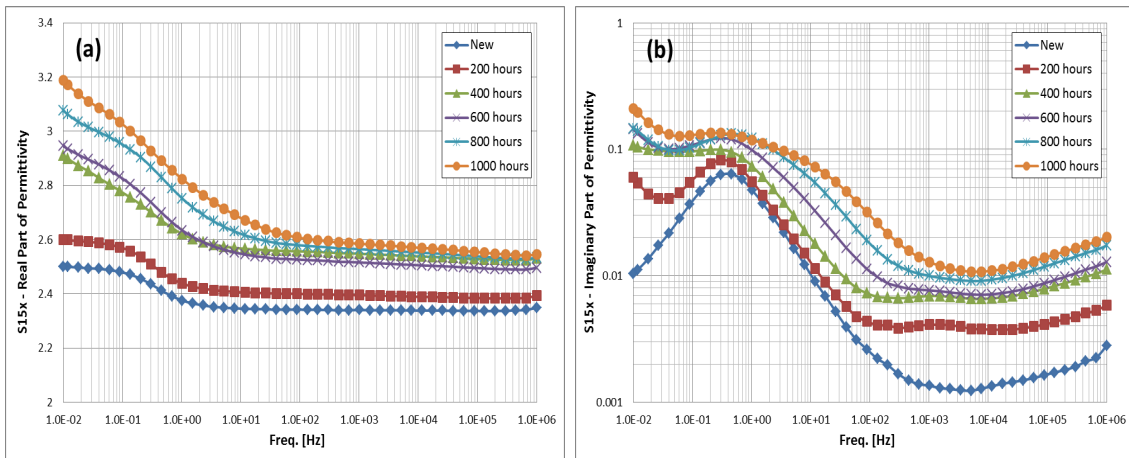 (a)
S15x - Real Part of Permittivity
3.4
3.2
3
2.8
2.6
2.4
2.2
2
1.0E-02 1.0E-01 1.0E+00 1.0E+01 1.0E+02 1.0E+03 1.0E+04 1.0E+05 1.0E+06
Freq. [Hz]
New
200 hours
400 hours
600 hours
800 hours
1000 hours
(b)
S15x - Imaginary Part of Permittivity
1
0.1
0.01
0.001
1.0E-02 1.0E-01 1.0E+00 1.0E+01 1.0E+02 1.0E+03 1.0E+04 1.0E+05 1.0E+06
Freq. [Hz]
New
200 hours
400 hours
600 hours
800 hours
1000 hours